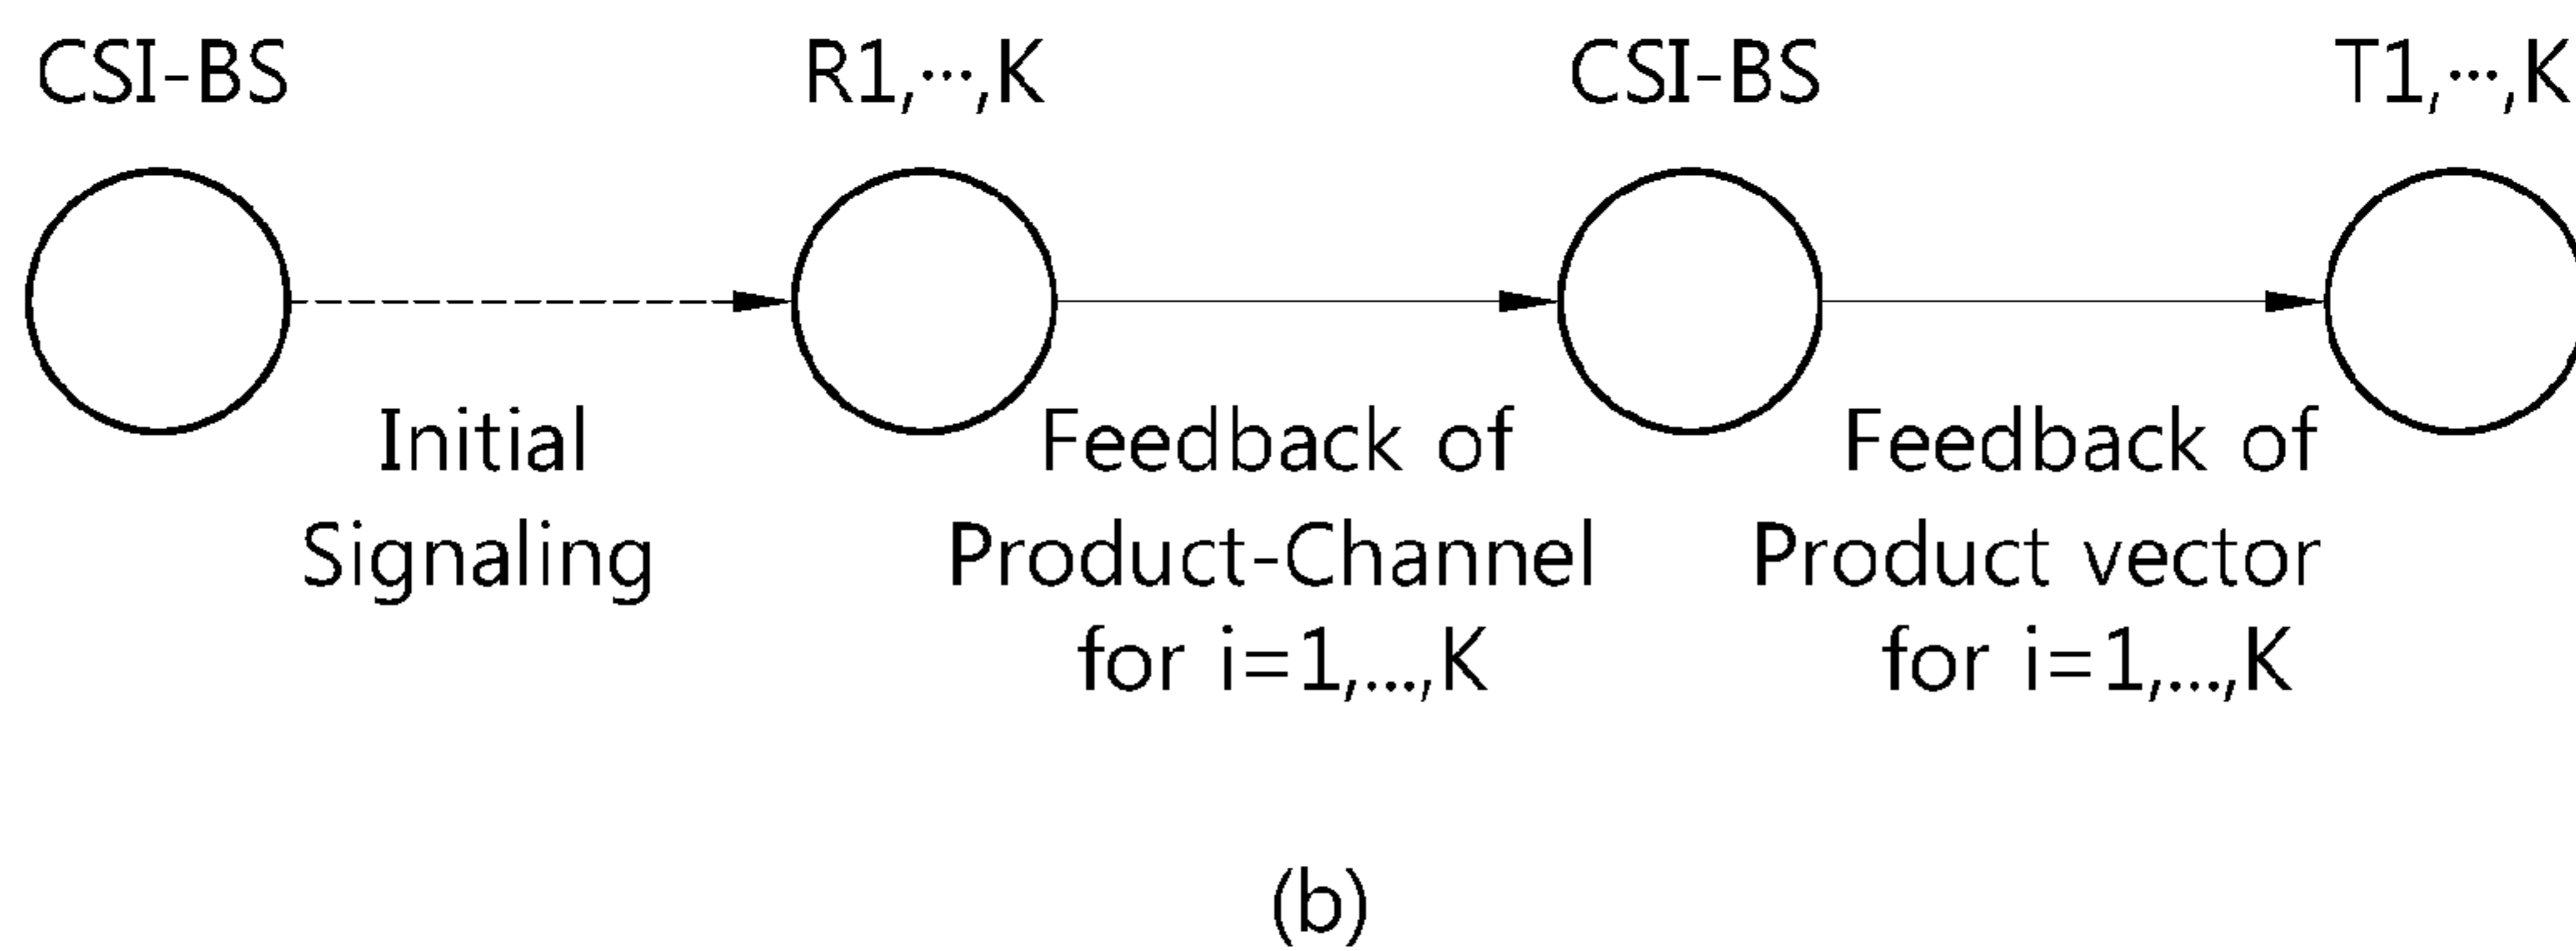 CSI-BS R1,···,K CSI-BS T1,···,K
Initial
Signaling
Feedback of
Product-Channel
for i=1,...,K
Feedback of
Product vector
for i=1,...,K
(b)